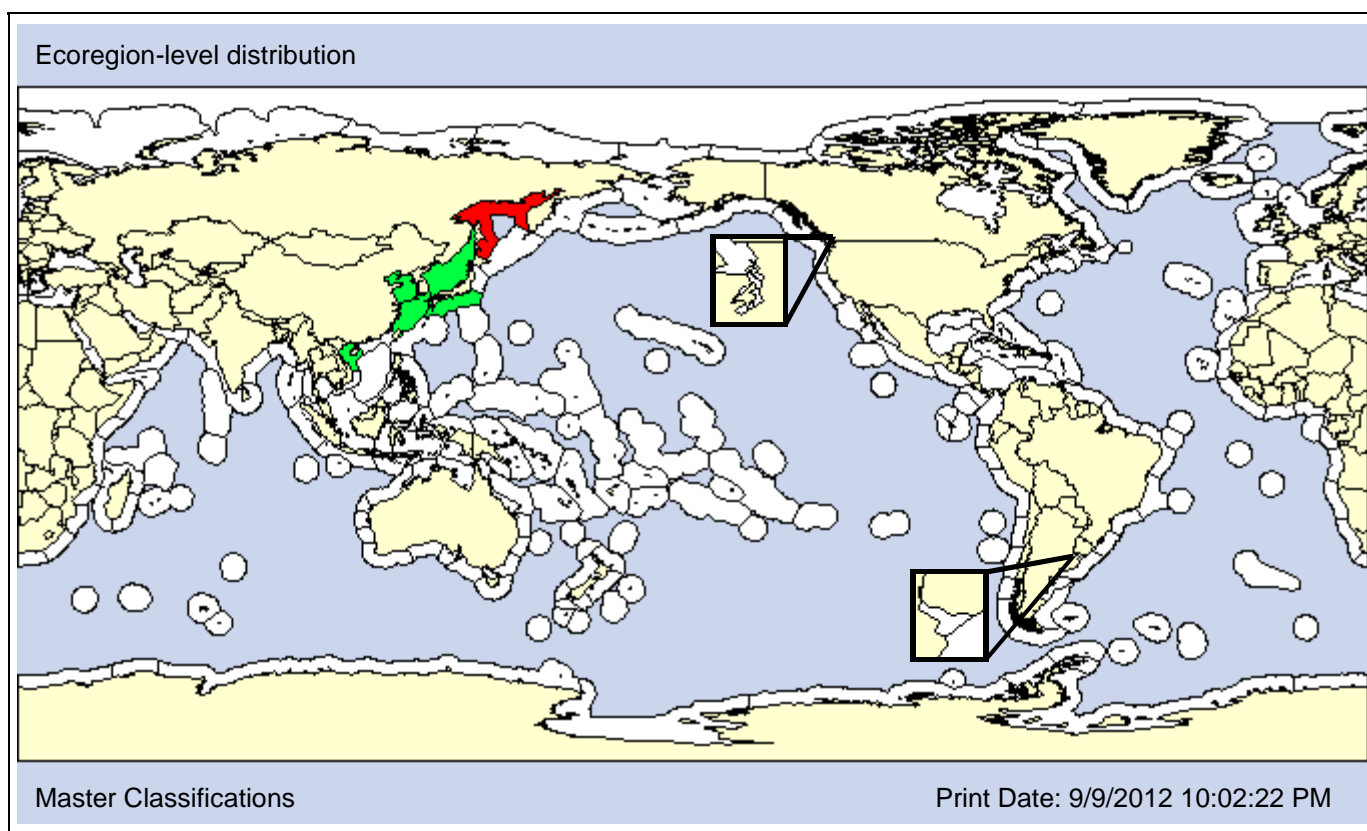 Ecoregion-level distribution
Master Classifications
Print Date: 9/9/2012 10:02:22 PM